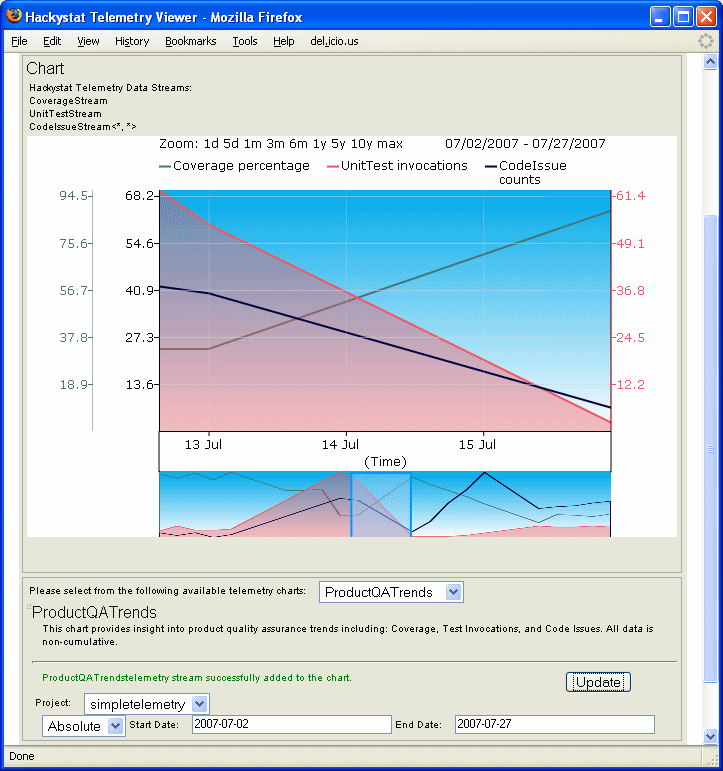 Hackystat Telemetry Viewer - Mozilla Firefox
File Edit View History Bookmarks Tools Help del.icio.us
Chart
Hackystat Telemetry Data Streams:
CoverageStream
UnitTestStream
CodeIssueStream<*, *>
Zoom: 1d 5d 1m 3m 6m 1y 5y 10y max 07/02/2007 - 07/27/2007
Coverage percentage UnitTest invocations CodeIssue counts
94.5 68.2 61.4
75.6 54.6 49.1
56.7 40.9 36.8
37.8 27.3 24.5
18.9 13.6 12.2
13 Jul 14 Jul 15 Jul
(Time)
Please select from the following available telemetry charts: ProductQATrends
ProductQATrends
This chart provides insight into product quality assurance trends including: Coverage, Test Invocations, and Code Issues. All data is
non-cumulative.
ProductQATrendstelemetry stream successfully added to the chart.
Update
Project: simpletelemetry
Absolute Start Date: 2007-07-02 End Date: 2007-07-27
Done